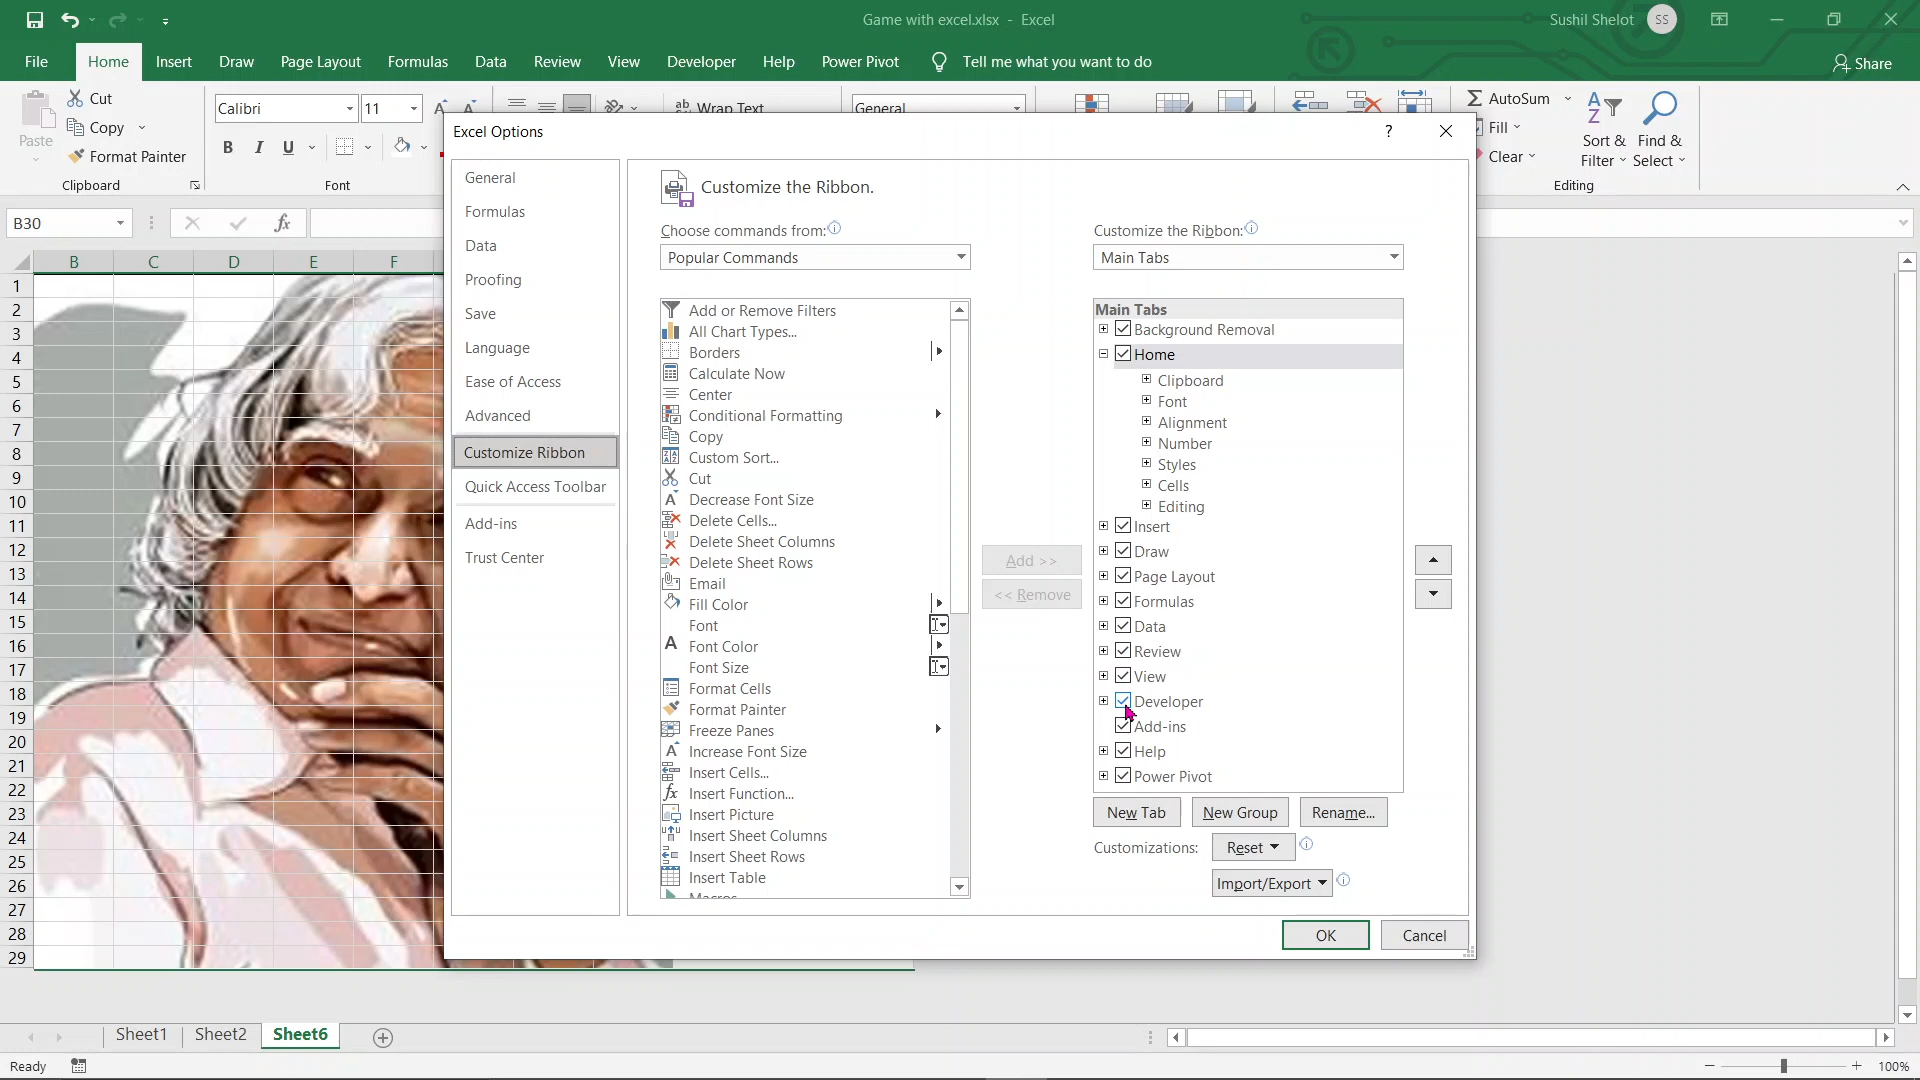 Game with excel.xlsx - Excel
Sushil Shelot
SS
File
Home
Insert
Draw
Page Layout
Formulas
Data
Review
View
Developer
Help
Power Pivot
Tell me what you want to do
Share
Paste
Cut
Copy
Format Painter
Clipboard
Calibri
11
A
A
B
I
U
Font
ab Wrap Text
General
AutoSum
Fill
Clear
A
Z
Sort &
Filter
Find &
Select
Editing
B30
fx
B
C
D
E
F
1
2
3
4
5
6
7
8
9
10
11
12
13
14
15
16
17
18
19
20
21
22
23
24
25
26
27
28
29
Excel Options
?
General
Formulas
Data
Proofing
Save
Language
Ease of Access
Advanced
Customize Ribbon
Quick Access Toolbar
Add-ins
Trust Center
Customize the Ribbon.
Choose commands from:
Popular Commands
Add or Remove Filters
All Chart Types...
Borders
Calculate Now
Center
Conditional Formatting
Copy
Custom Sort...
Cut
Decrease Font Size
Delete Cells...
Delete Sheet Columns
Delete Sheet Rows
Email
Fill Color
Font
Font Color
Font Size
Format Cells
Format Painter
Freeze Panes
Increase Font Size
Insert Cells...
Insert Function...
Insert Picture
Insert Sheet Columns
Insert Sheet Rows
Insert Table
Macros
Add >>
<< Remove
Customize the Ribbon:
Main Tabs
Main Tabs
Background Removal
Home
Clipboard
Font
Alignment
Number
Styles
Cells
Editing
Insert
Draw
Page Layout
Formulas
Data
Review
View
Developer
Add-ins
Help
Power Pivot
New Tab
New Group
Rename...
Customizations:
Reset
Import/Export
OK
Cancel
Sheet1
Sheet2
Sheet6
Ready
100%